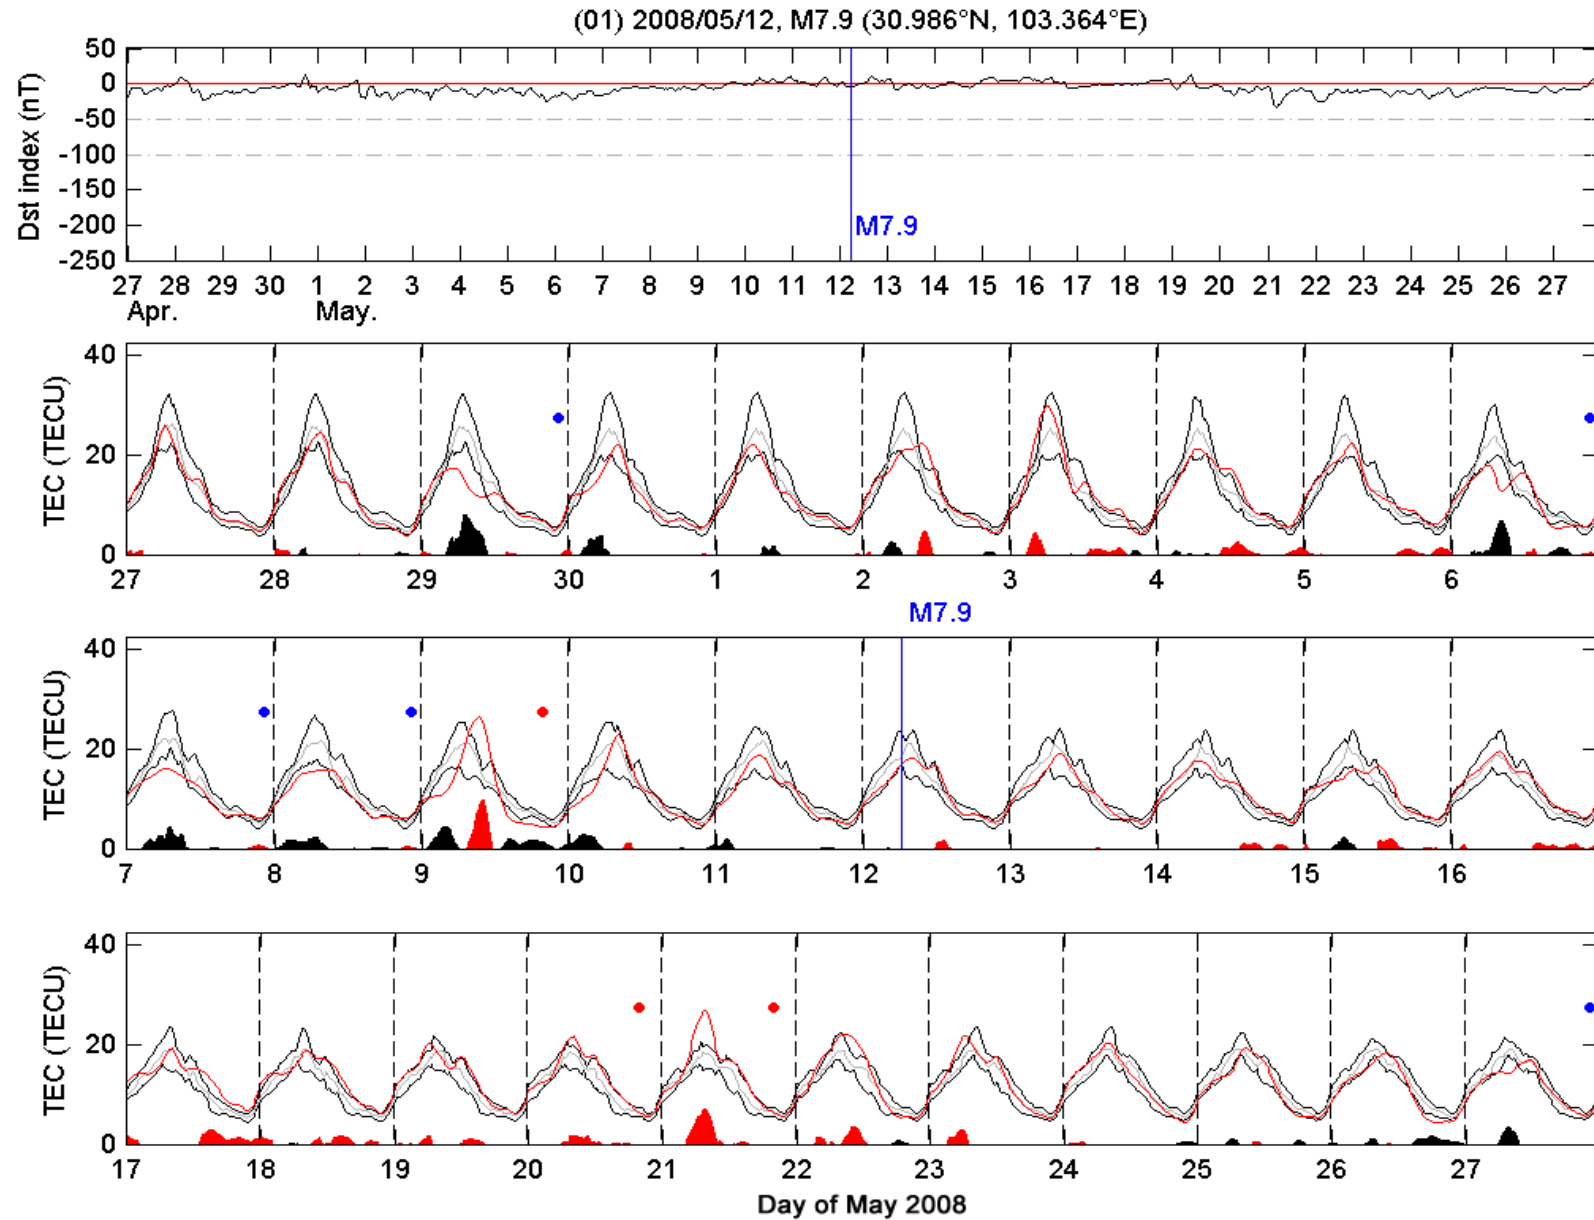 (01) 2008/05/12, M7.9 (30.986°N, 103.364°E)
50
0
-50
-100
-150
-200
-250
Dst index (nT)
M7.9
27 28 29 30 1 2 3 4 5 6 7 8 9 10 11 12 13 14 15 16 17 18 19 20 21 22 23 24 25 26 27
Apr. May.
40
20
0
TEC (TECU)
27 28 29 30 1 2 3 4 5 6
M7.9
40
20
0
TEC (TECU)
7 8 9 10 11 12 13 14 15 16
40
20
0
TEC (TECU)
17 18 19 20 21 22 23 24 25 26 27
Day of May 2008